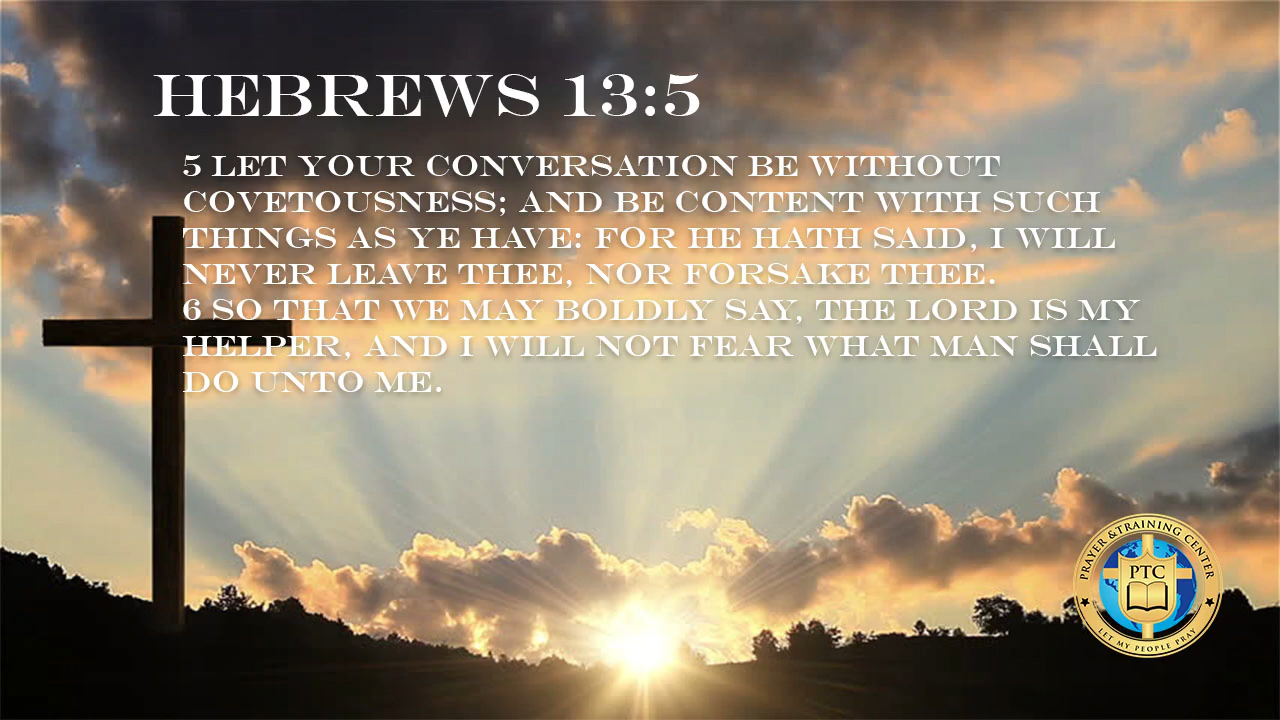 HEBREWS 13:5
5 LET YOUR CONVERSATION BE WITHOUT
COVETOUSNESS; AND BE CONTENT WITH SUCH
THINGS AS YE HAVE: FOR HE HATH SAID, I WILL
NEVER LEAVE THEE, NOR FORSAKE THEE.
6 SO THAT WE MAY BOLDLY SAY, THE LORD IS MY
HELPER, AND I WILL NOT FEAR WHAT MAN SHALL
DO UNTO ME.
PRAYER & TRAINING CENTER
PTC
LET MY PEOPLE PRAY